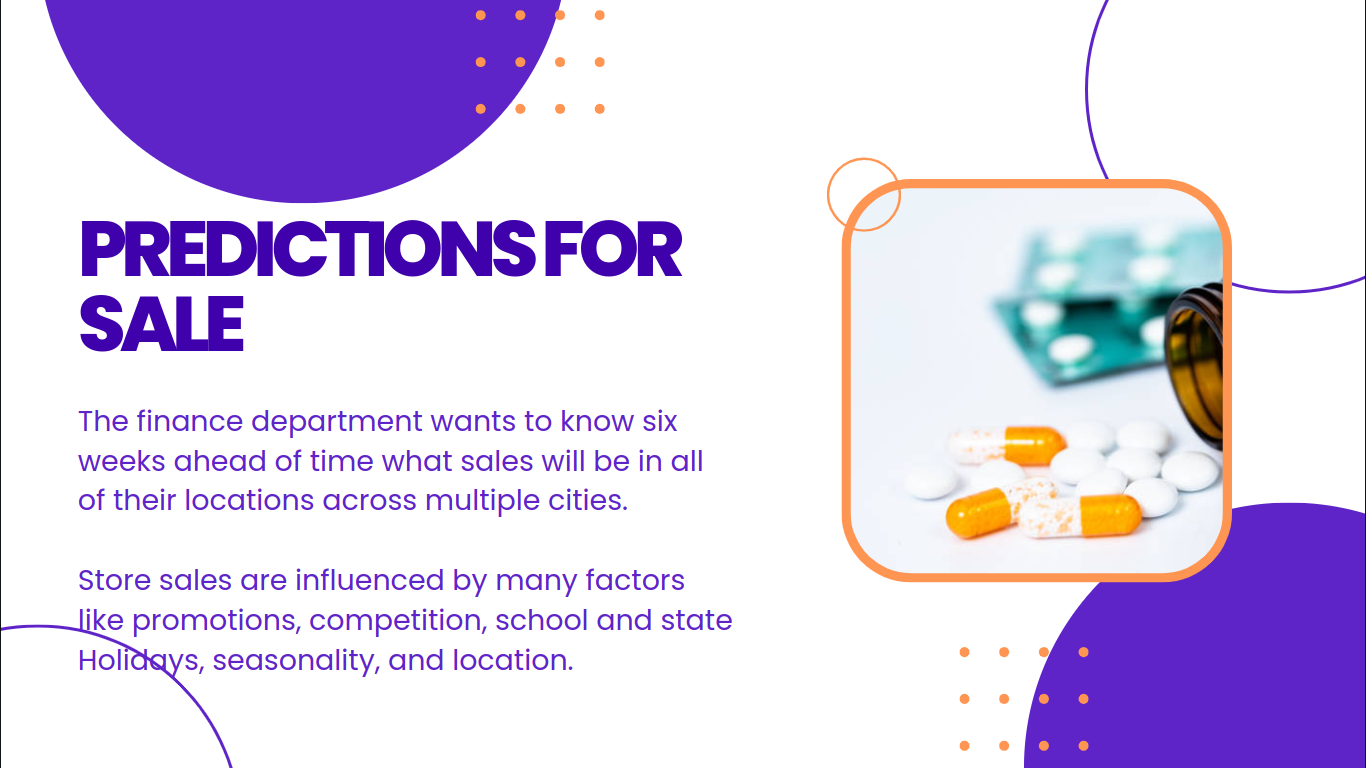 PREDICTIONS FOR
SALE
The finance department wants to know six
weeks ahead of time what sales will be in all
of their locations across multiple cities.
Store sales are influenced by many factors
like promotions, competition, school and state
Holidays, seasonality, and location.